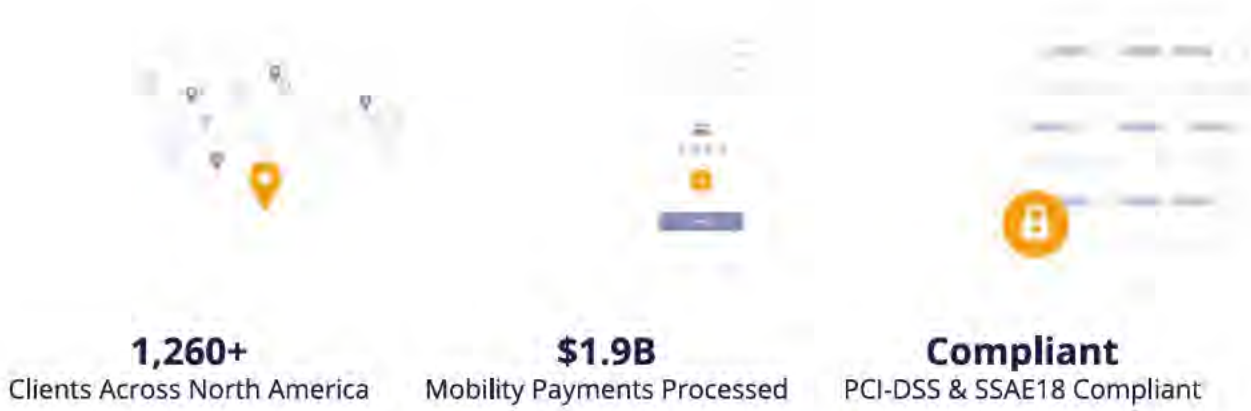 1,260+
Clients Across North America
$1.9B
Mobility Payments Processed
Compliant
PCI-DSS & SSAE18 Compliant